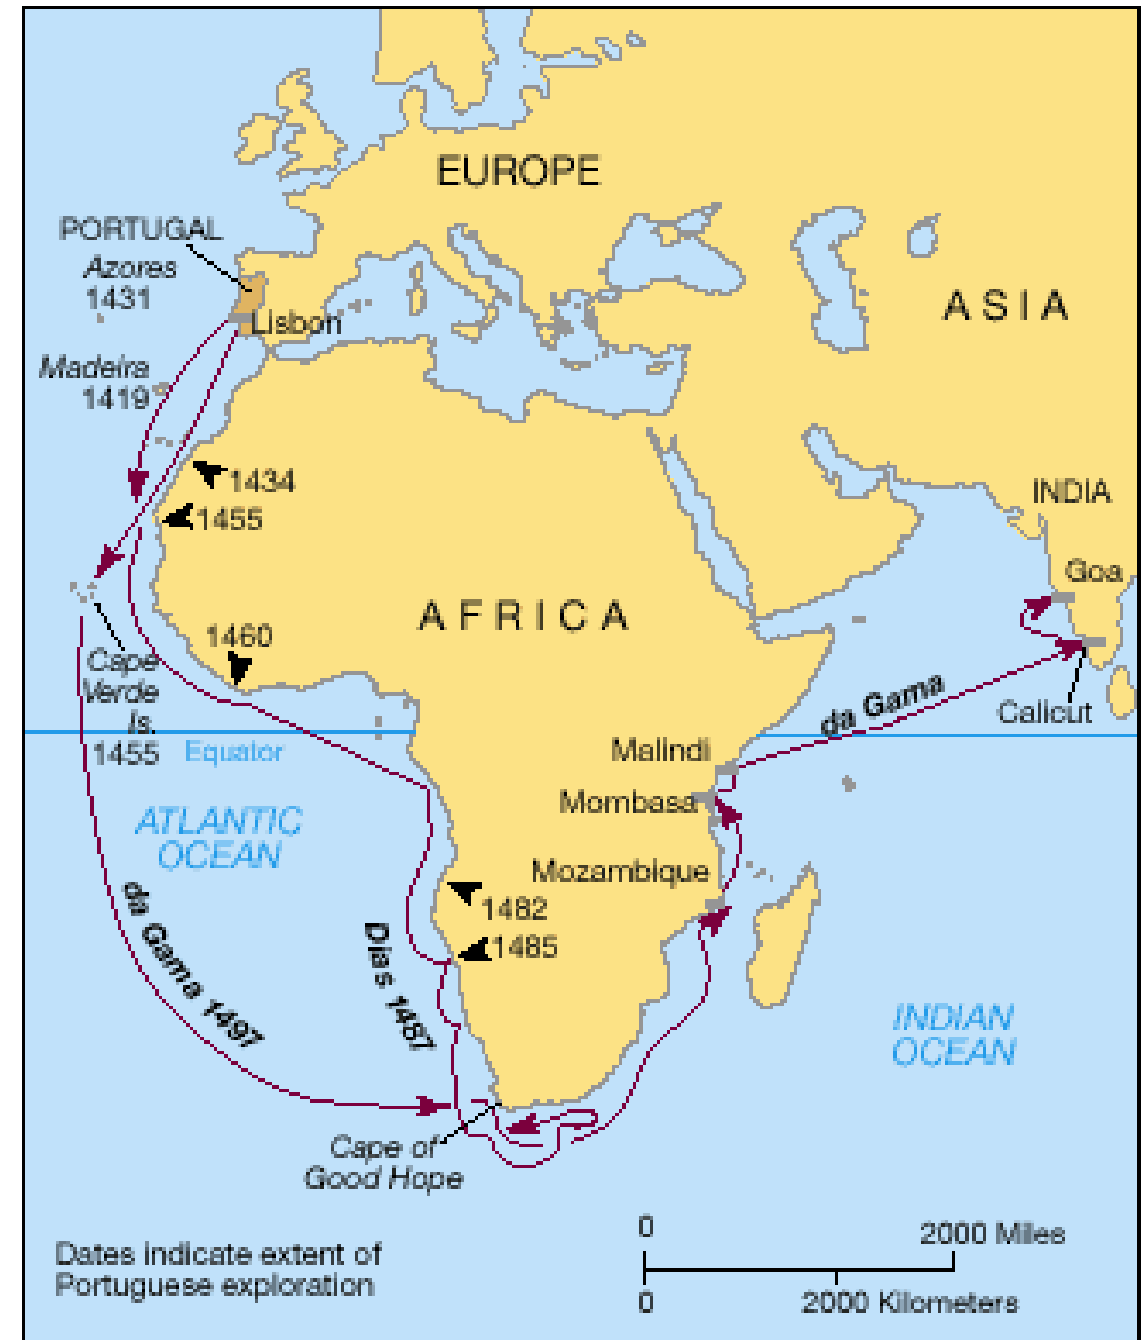 EUROPE
PORTUGAL
Azores
1431
Lisbon
ASIA
Madeira
1419
1434
INDIA
1455
Goa
AFRICA
1460
Cape
Verde
Is.
1455
da Gama
Calicut
Equator
Malindi
Mombasa
ATLANTIC
OCEAN
Mozambique
1482
da Gama 1497
Dias 1487
1485
INDIAN
OCEAN
Cape of
Good Hope
0
2000 Miles
Dates indicate extent of
Portuguese exploration
0
2000 Kilometers